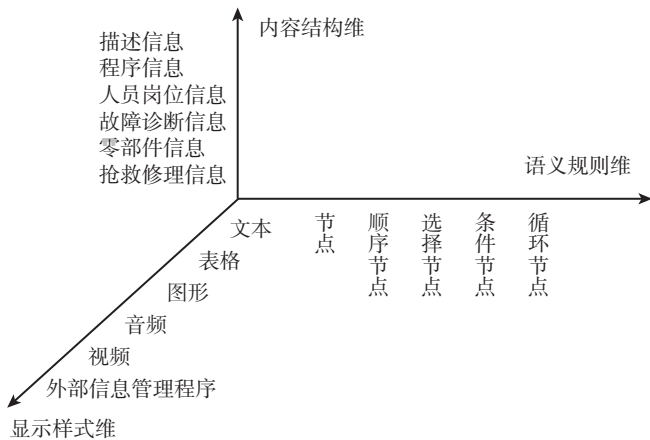 内容结构维
描述信息
程序信息
人员岗位信息
故障诊断信息
零部件信息
抢救修理信息
语义规则维
文本
节点
顺序节点
选择节点
条件节点
循环节点
表格
图形
音频
视频
外部信息管理程序
显示样式维